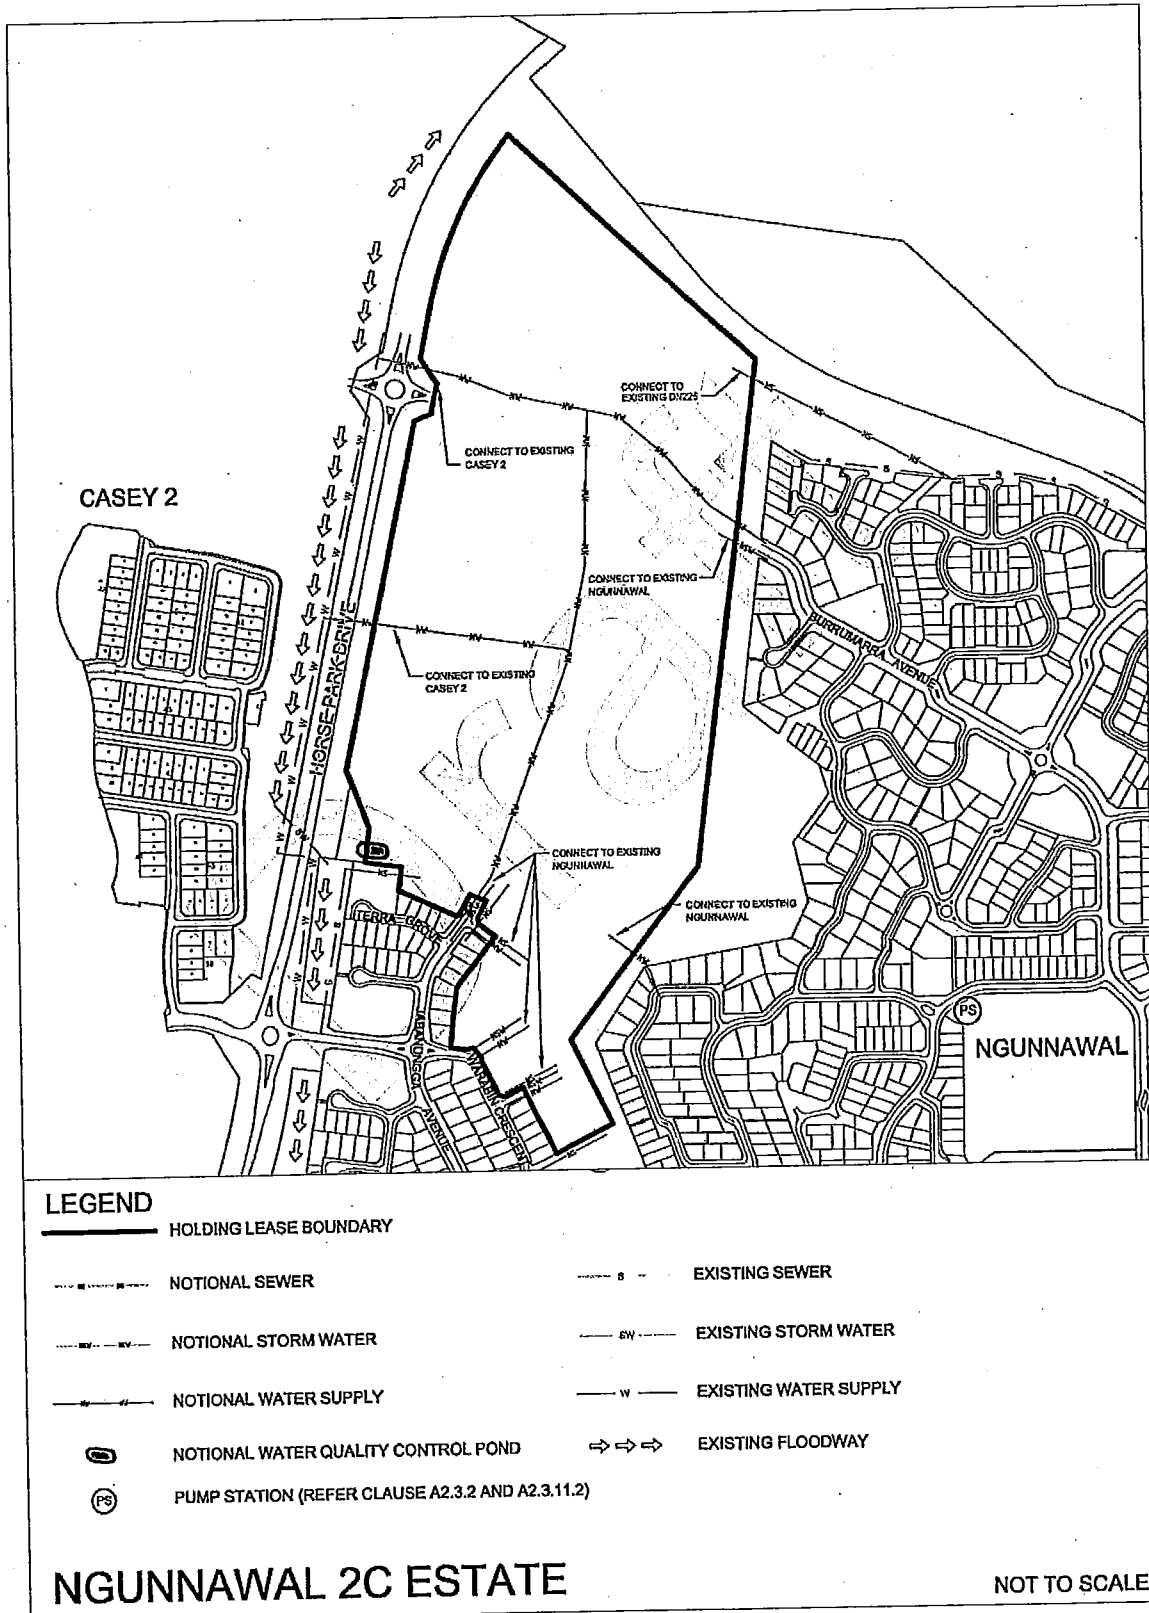 CONNECT TO
EXISTING DN225
CONNECT TO EXISTING
CASEY 2
CASEY 2
CONNECT TO EXISTING
NGUNNAWAL
HORSE PARK DRIVE
BURRUMARRA AVENUE
CONNECT TO EXISTING
CASEY 2
CONNECT TO EXISTING
NGUNNAWAL
CONNECT TO EXISTING
NGUNNAWAL
TERRA GROVE
PS
NGUNNAWAL
AVENUE
WARABIN CRESCENT
LEGEND
HOLDING LEASE BOUNDARY
NOTIONAL SEWER
S
EXISTING SEWER
NOTIONAL STORM WATER
SW
EXISTING STORM WATER
NOTIONAL WATER SUPPLY
W
EXISTING WATER SUPPLY
NOTIONAL WATER QUALITY CONTROL POND
EXISTING FLOODWAY
PS
PUMP STATION (REFER CLAUSE A2.3.2 AND A2.3.11.2)
NGUNNAWAL 2C ESTATE
NOT TO SCALE